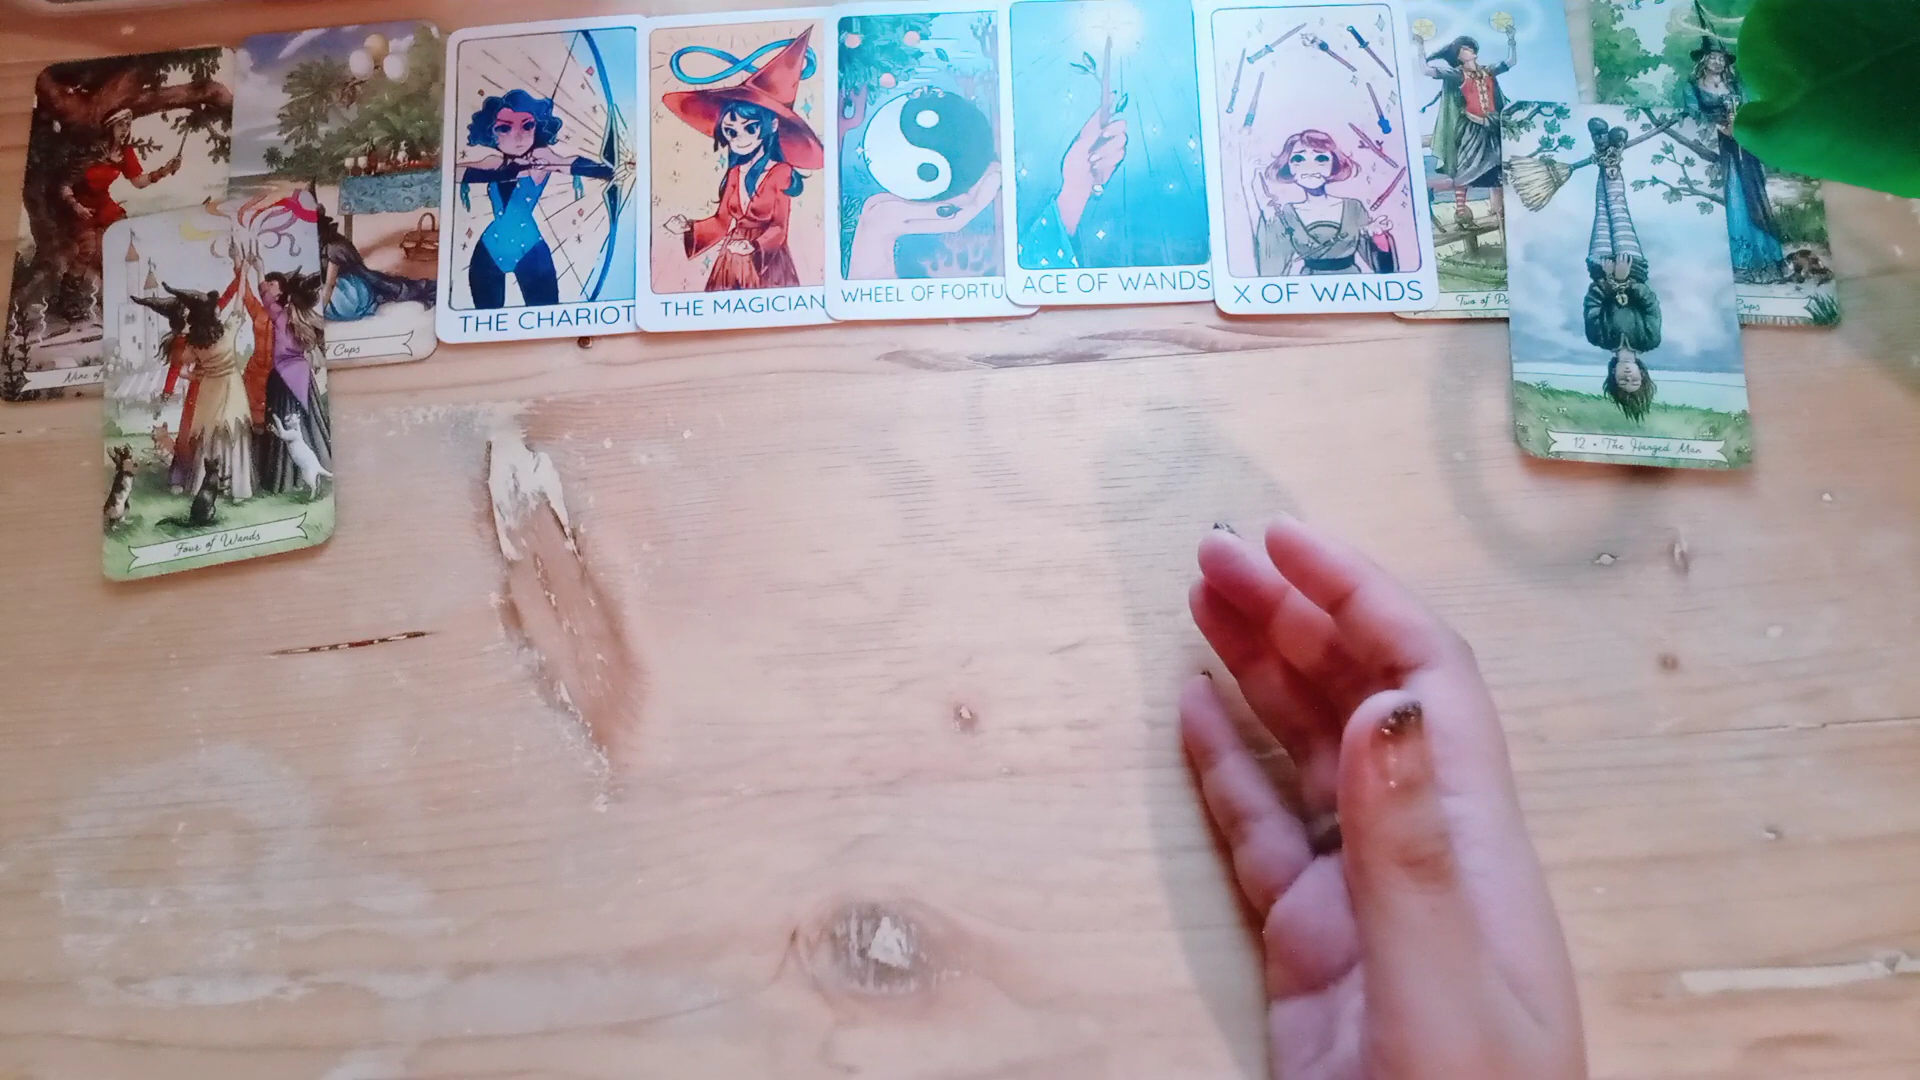 Nine of
f Cups
THE CHARIOT
THE MAGICIAN
WHEEL OF FORTU
ACE OF WANDS
X OF WANDS
Two of Pe
Cups
Four of Wands
12 • The Hanged Man